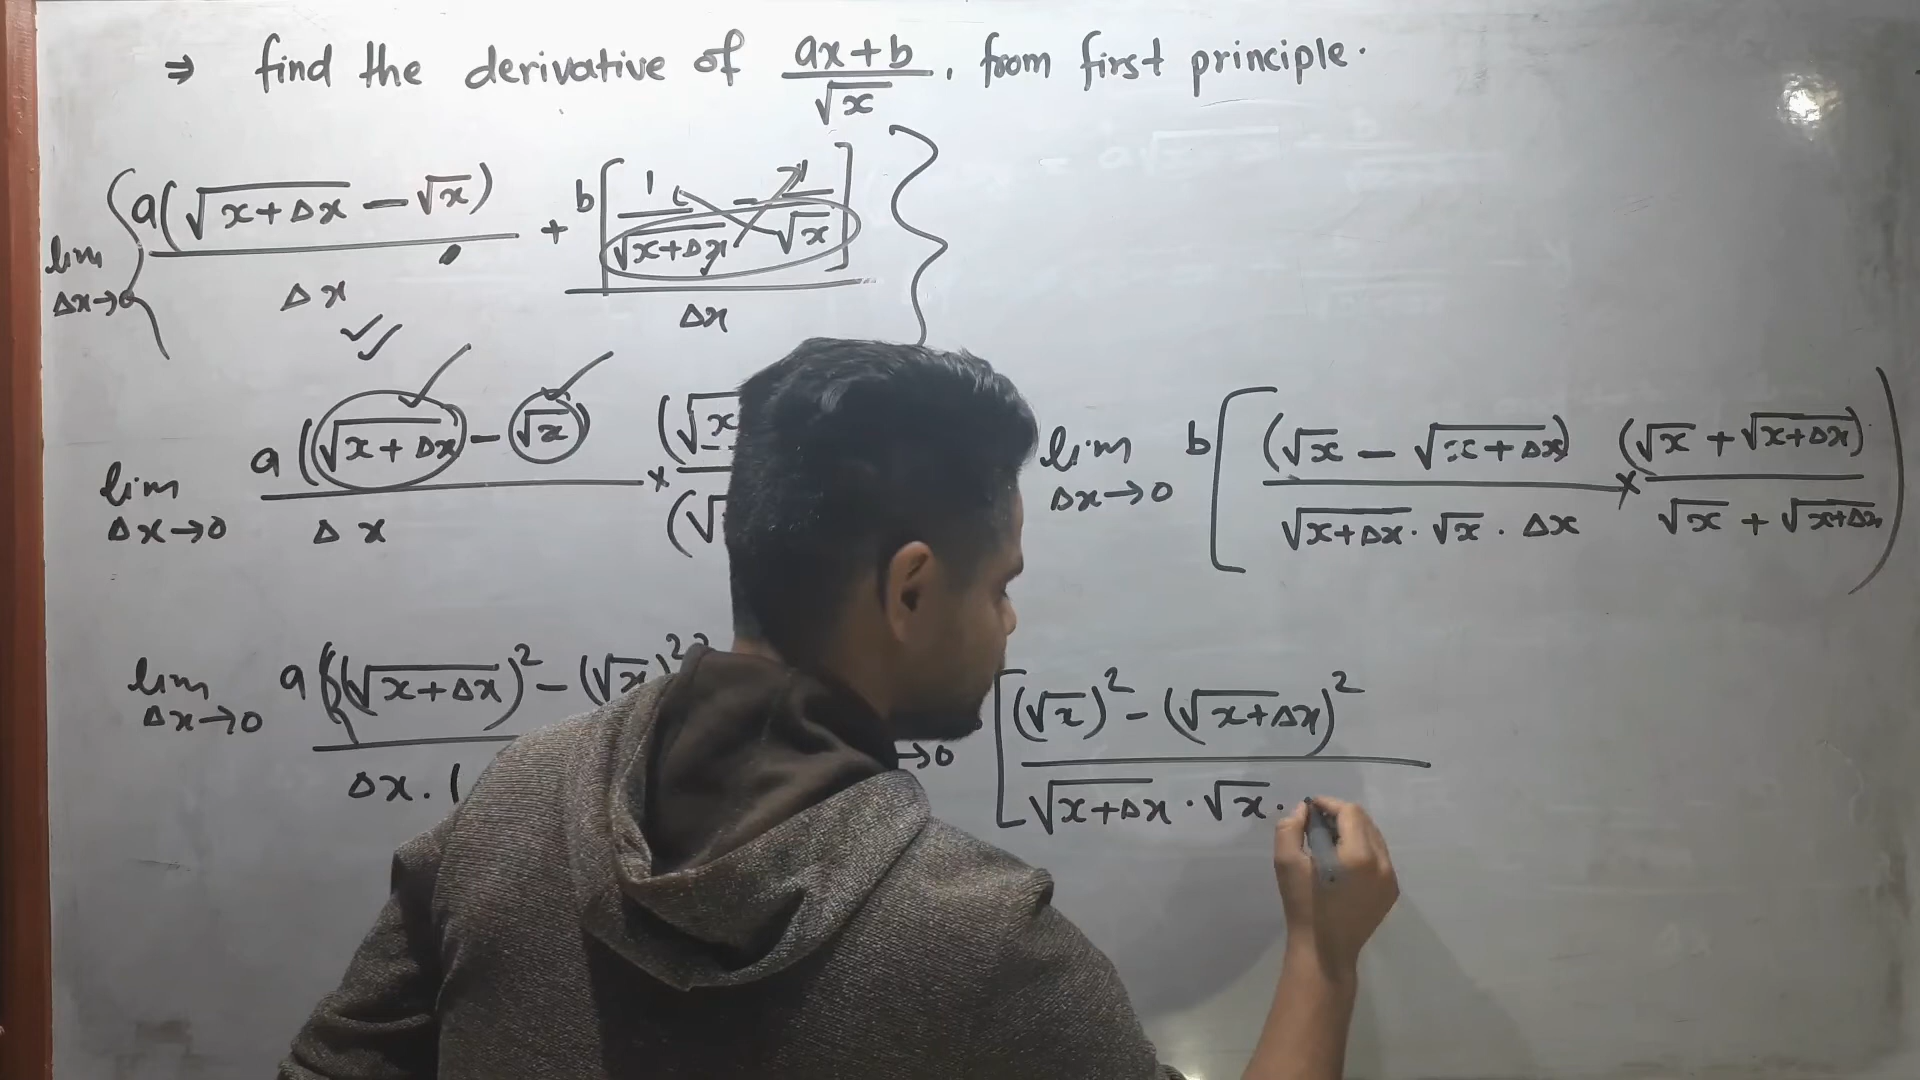 ⇒ find the derivative of (ax+b)/√x, from first principle.
lim Δx→0 { a(√(x+Δx) − √x) / Δx + b[ 1/√(x+Δx) − 1/√x ] / Δx }
lim Δx→0 a(√(x+Δx) − √x) / Δx × (√x / (√
lim Δx→0 b[ (√x − √(x+Δx)) / (√(x+Δx) · √x · Δx) × (√x + √(x+Δx)) / (√x + √(x+Δx)) )
lim Δx→0 a((√(x+Δx))² − (√x)² / Δx · (
→0 [ (√x)² − (√(x+Δx))² / √(x+Δx) · √x ·